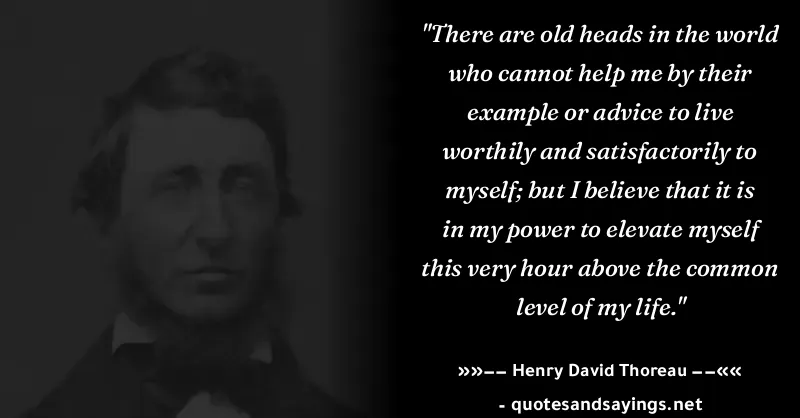 "There are old heads in the world
who cannot help me by their
example or advice to live
worthily and satisfactorily to
myself; but I believe that it is
in my power to elevate myself
this very hour above the common
level of my life."
»»−− Henry David Thoreau −−««
- quotesandsayings.net